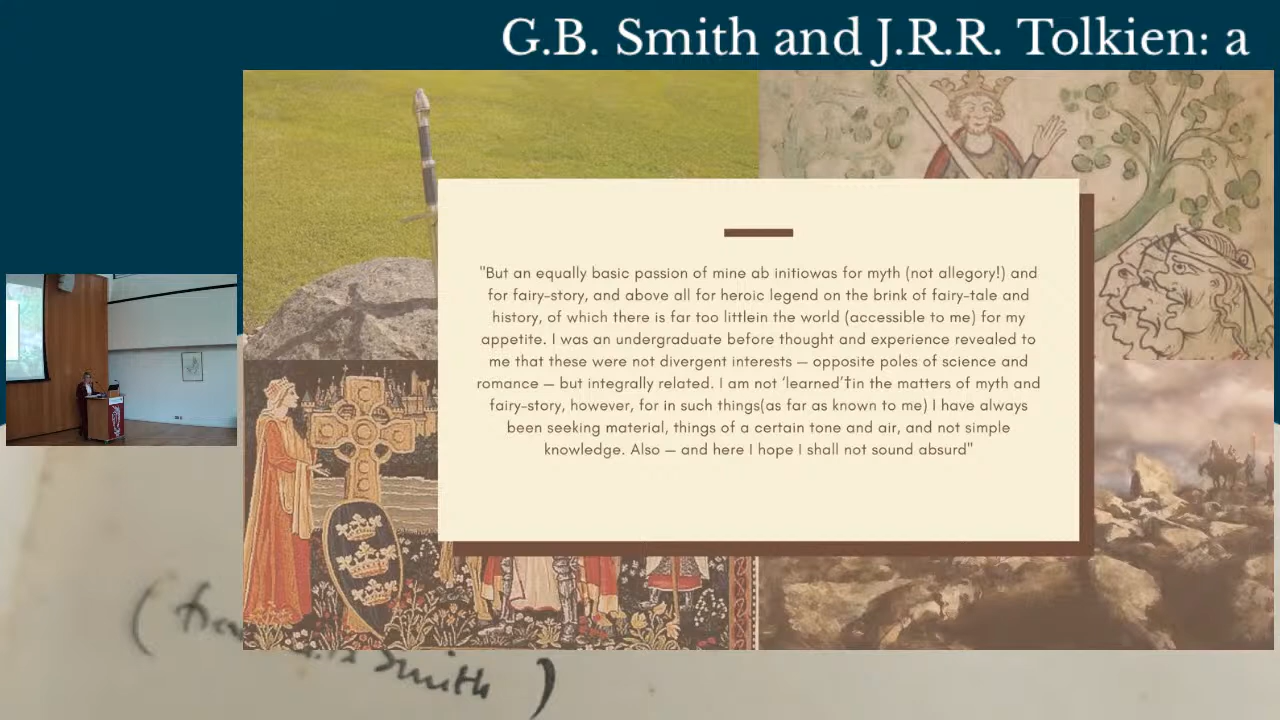 G.B. Smith and J.R.R. Tolkien: a
"But an equally basic passion of mine ab initiowas for myth (not allegory!) and
for fairy-story, and above all for heroic legend on the brink of fairy-tale and
history, of which there is far too littlein the world (accessible to me) for my
appetite. I was an undergraduate before thought and experience revealed to
me that these were not divergent interests — opposite poles of science and
romance — but integrally related. I am not ‘learned’†in the matters of myth and
fairy-story, however, for in such things(as far as known to me) I have always
been seeking material, things of a certain tone and air, and not simple
knowledge. Also — and here I hope I shall not sound absurd"
Smith )